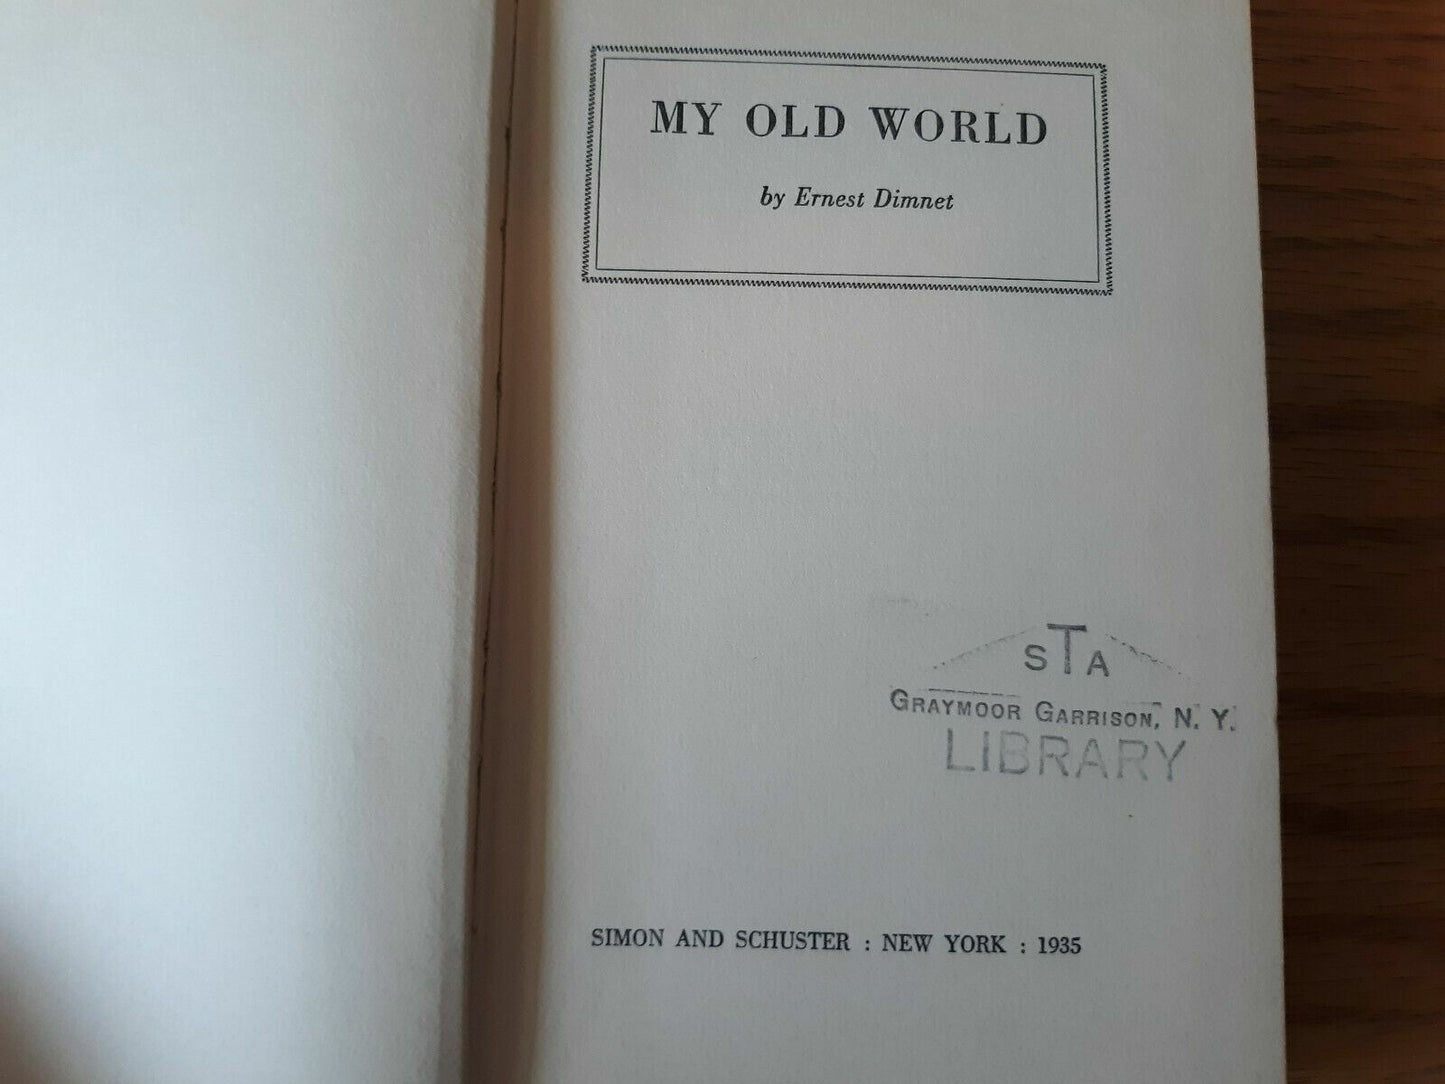 MY OLD WORLD
by Ernest Dimnet
STA
GRAYMOOR GARRISON, N. Y.
LIBRARY
SIMON AND SCHUSTER : NEW YORK : 1935